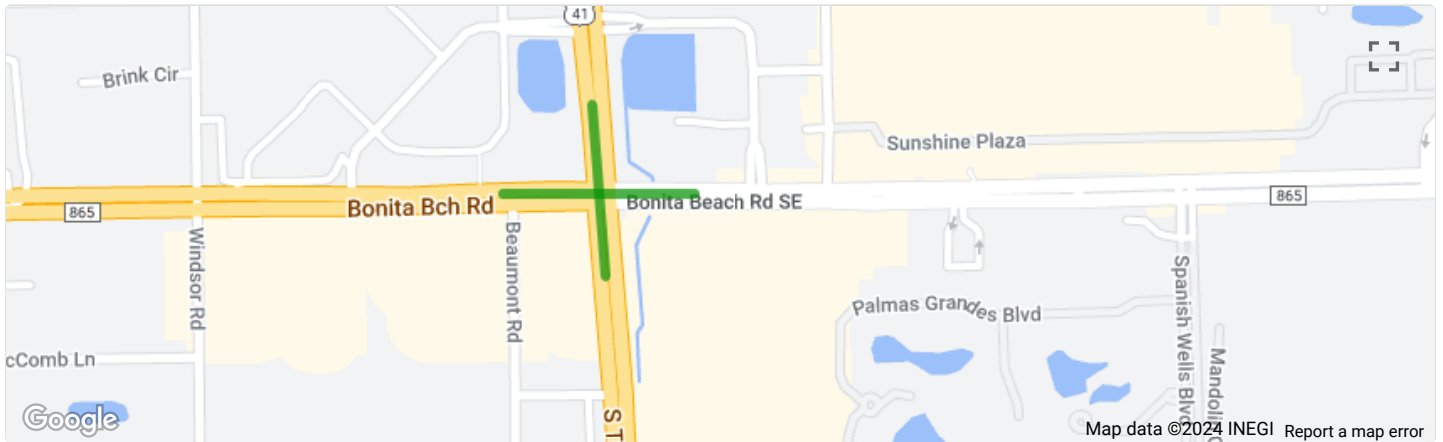 41
Brink Cir
Sunshine Plaza
865
Bonita Bch Rd
Bonita Beach Rd SE
865
Windsor Rd
Beaumont Rd
Spanish Wells Blvd
Palmas Grandes Blvd
cComb Ln
S T
Google
Map data ©2024 INEGI
Report a map error